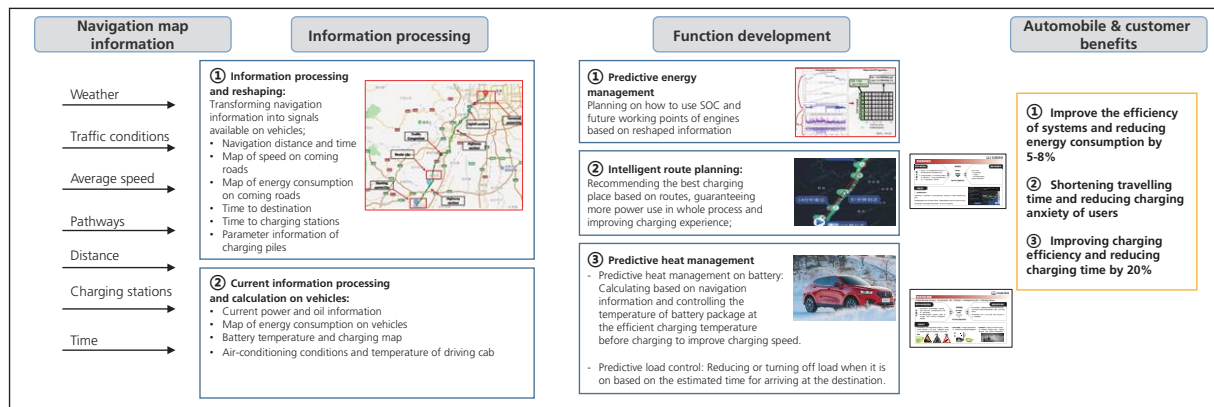 Navigation map
information
Information processing
Function development
Automobile & customer
benefits
Weather
Traffic conditions
Average speed
Pathways
Distance
Charging stations
Time
① Information processing
and reshaping:
Transforming navigation
information into signals
available on vehicles;
• Navigation distance and time
• Map of speed on coming
roads
• Map of energy consumption
on coming roads
• Time to destination
• Time to charging stations
• Parameter information of
charging piles
② Current information processing
and calculation on vehicles:
• Current power and oil information
• Map of energy consumption on vehicles
• Battery temperature and charging map
• Air-conditioning conditions and temperature of driving cab
① Predictive energy
management
Planning on how to use SOC and
future working points of engines
based on reshaped information
② Intelligent route planning:
Recommending the best charging
place based on routes, guaranteeing
more power use in whole process and
improving charging experience;
③ Predictive heat management
- Predictive heat management on battery:
Calculating based on navigation
information and controlling the
temperature of battery package at
the efficient charging temperature
before charging to improve charging speed.
- Predictive load control: Reducing or turning off load when it is
on based on the estimated time for arriving at the destination.
① Improve the efficiency
of systems and reducing
energy consumption by
5-8%
② Shortening travelling
time and reducing charging
anxiety of users
③ Improving charging
efficiency and reducing
charging time by 20%